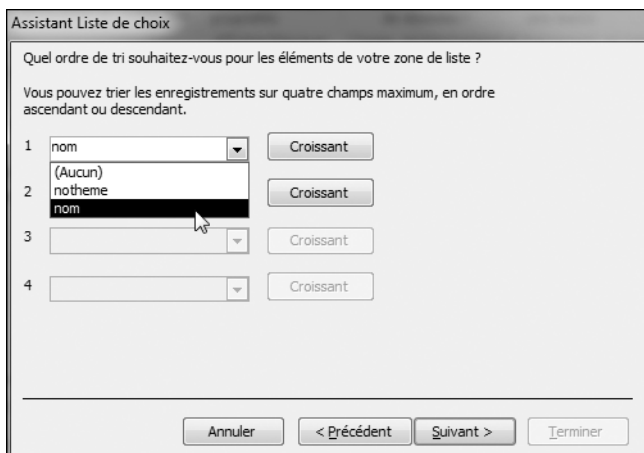 Assistant Liste de choix
Quel ordre de tri souhaitez-vous pour les éléments de votre zone de liste ?
Vous pouvez trier les enregistrements sur quatre champs maximum, en ordre
ascendant ou descendant.
1 nom Croissant
(Aucun)
2 notheme Croissant
nom
3 Croissant
4 Croissant
Annuler < Précédent Suivant > Terminer